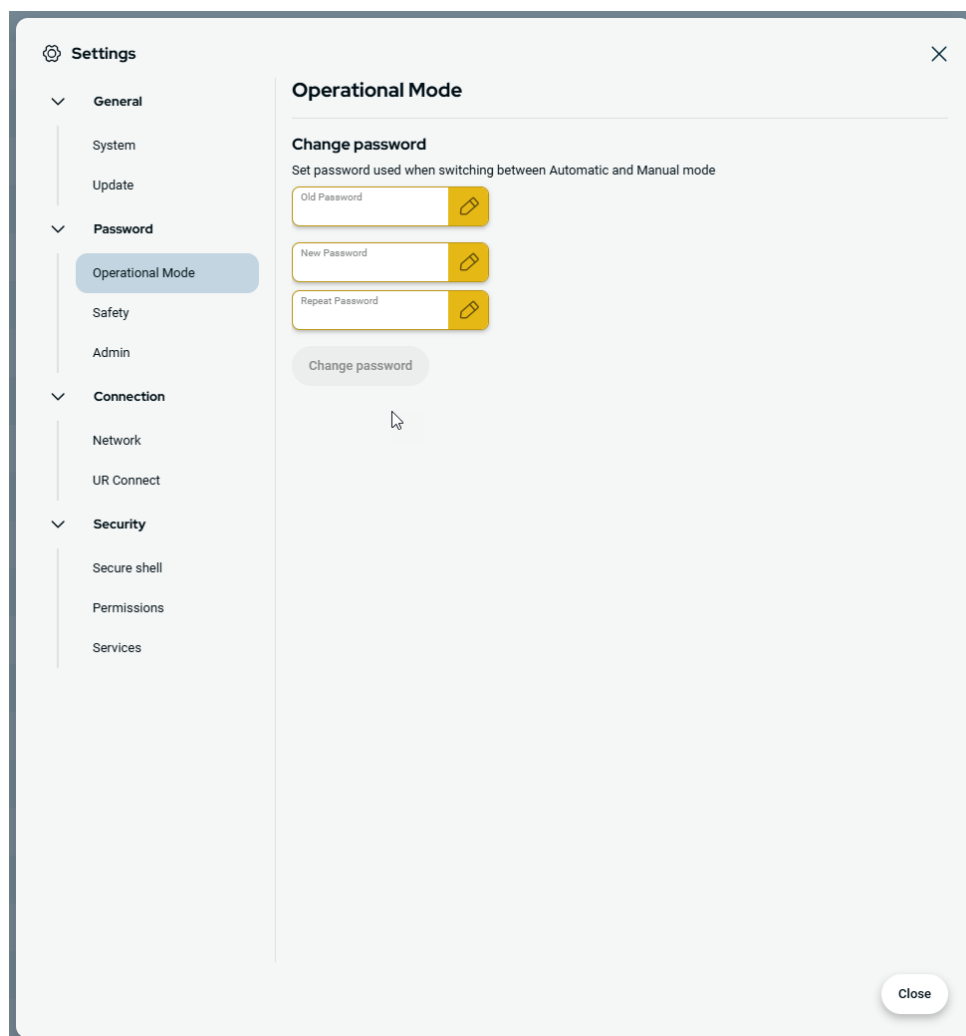 Settings
General
System
Update
Password
Operational Mode
Safety
Admin
Connection
Network
UR Connect
Security
Secure shell
Permissions
Services
Operational Mode
Change password
Set password used when switching between Automatic and Manual mode
Old Password
New Password
Repeat Password
Change password
Close